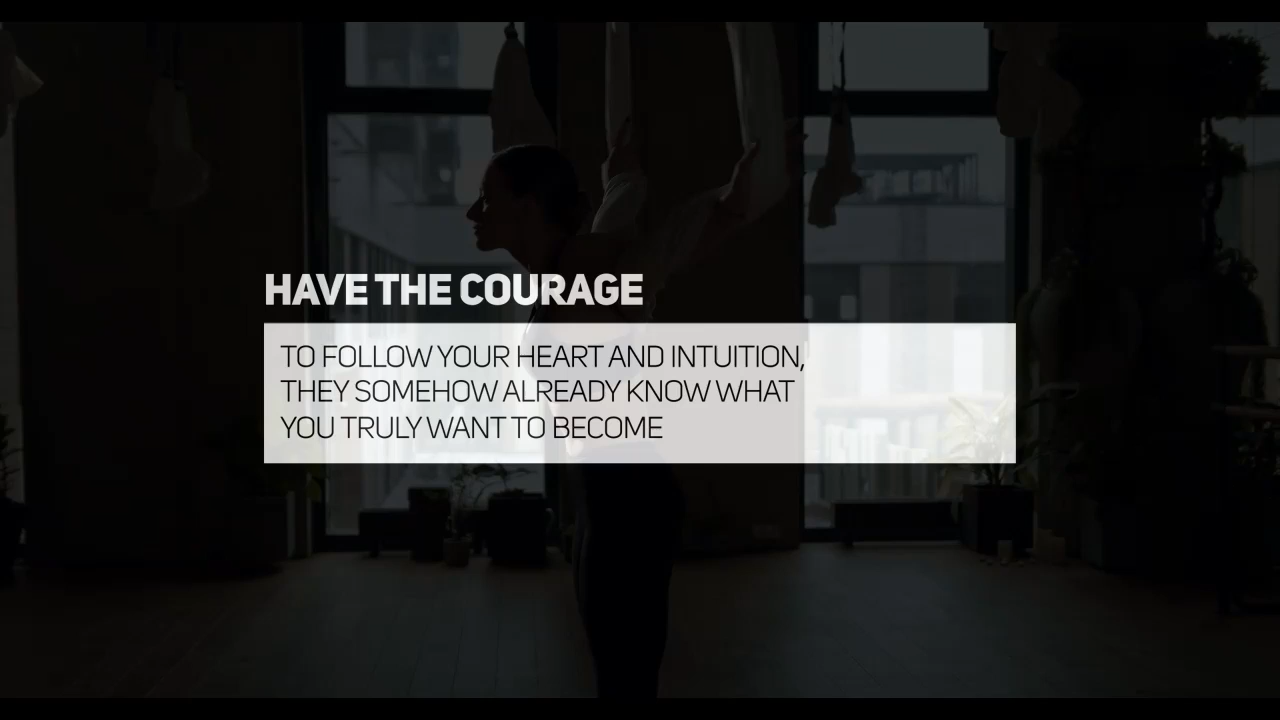 HAVE THE COURAGE
TO FOLLOW YOUR HEART AND INTUITION,
THEY SOMEHOW ALREADY KNOW WHAT
YOU TRULY WANT TO BECOME